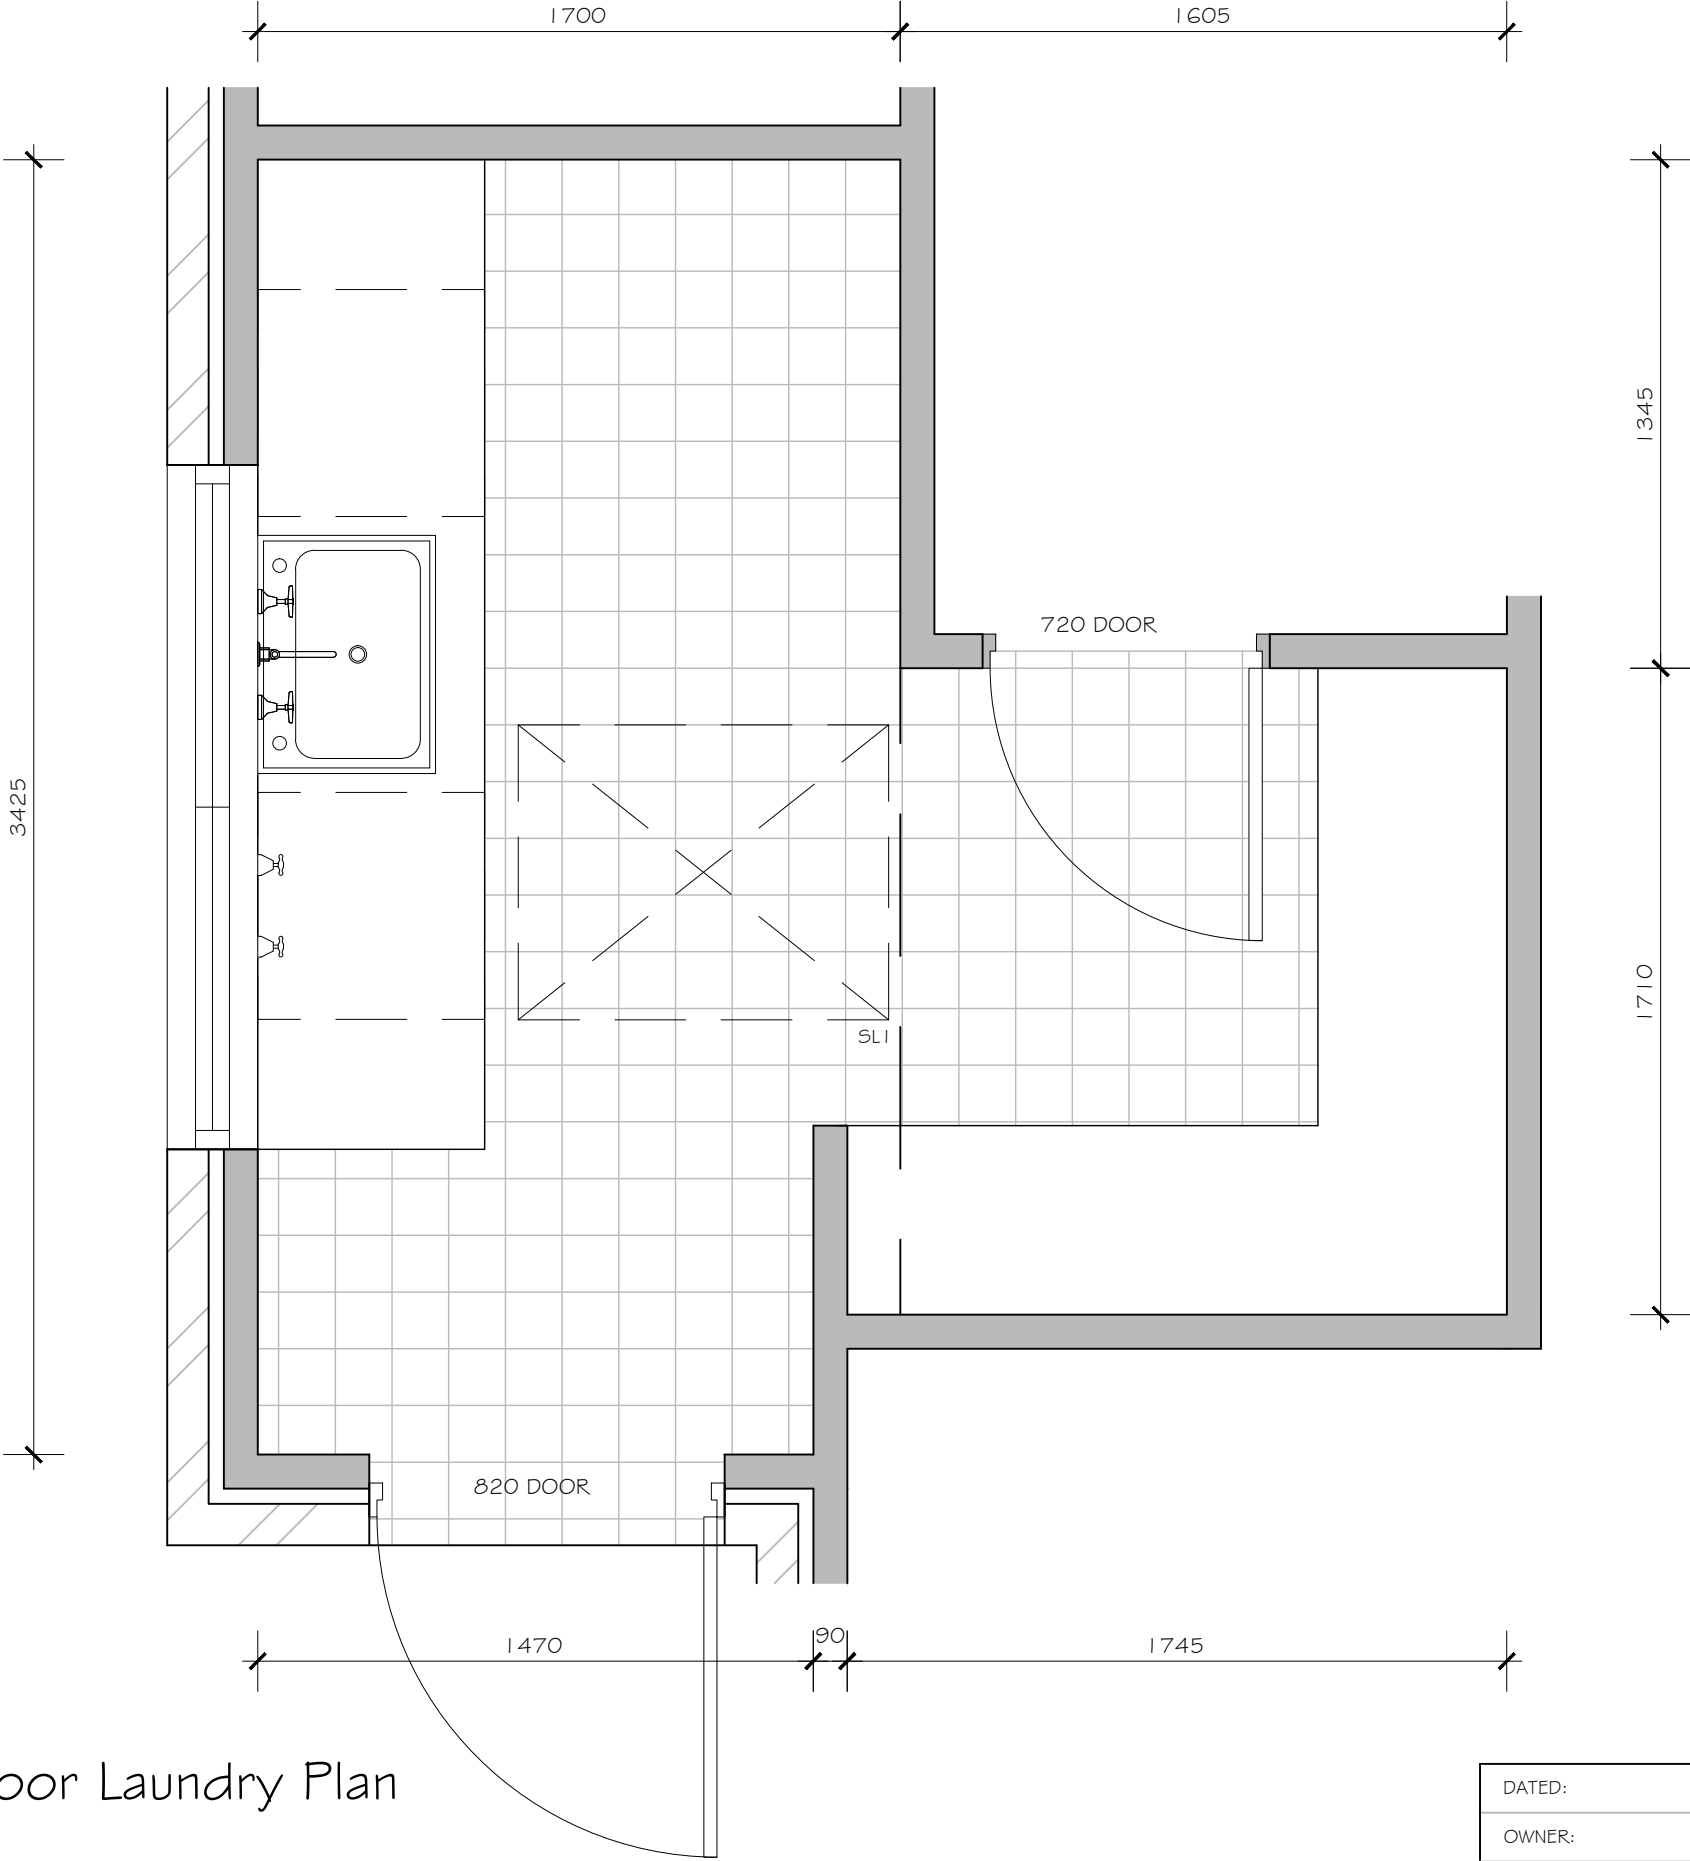 1700
1605
1345
720 DOOR
3425
1710
SL1
820 DOOR
1470
90
1745
oor Laundry Plan
DATED:
OWNER: